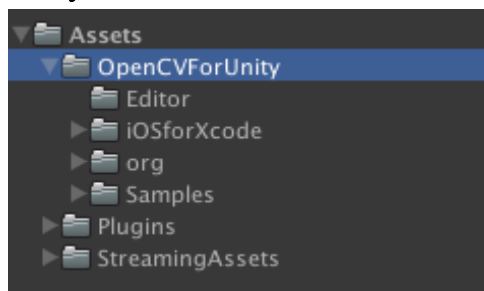 Assets
OpenCVForUnity
Editor
iOSforXcode
org
Samples
Plugins
StreamingAssets